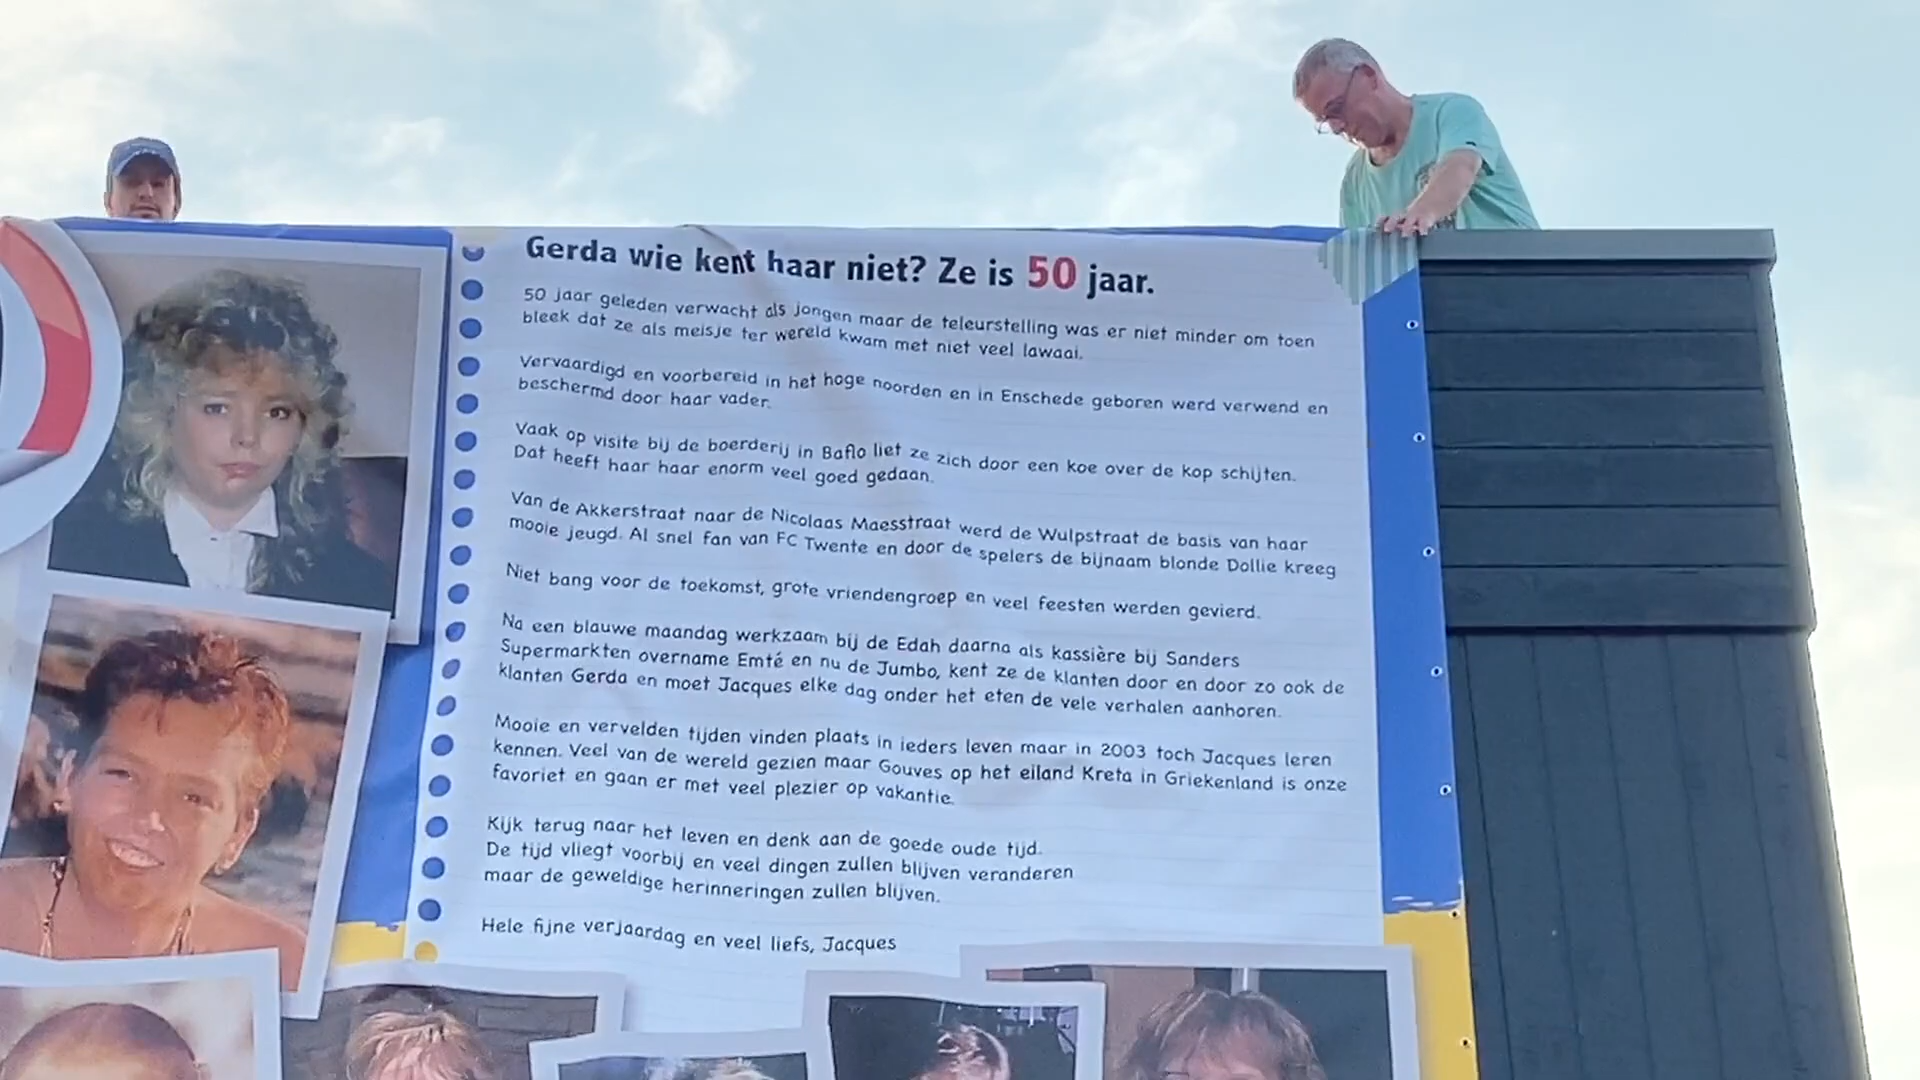 Gerda wie kent haar niet? Ze is 50 jaar.
50 jaar geleden verwacht als jongen maar de teleurstelling was er niet minder om toen
bleek dat ze als meisje ter wereld kwam met niet veel lawaai.
Vervaardigd en voorbereid in het hoge noorden en in Enschede geboren werd verwend en
beschermd door haar vader.
Vaak op visite bij de boerderij in Baflo liet ze zich door een koe over de kop schijten.
Dat heeft haar haar enorm veel goed gedaan.
Van de Akkerstraat naar de Nicolaas Maesstraat werd de Wulpstraat de basis van haar
mooie jeugd. Al snel fan van FC Twente en door de spelers de bijnaam blonde Dollie kreeg
Niet bang voor de toekomst, grote vriendengroep en veel feesten werden gevierd.
Na een blauwe maandag werkzaam bij de Edah daarna als kassière bij Sanders
Supermarkten overname Emté en nu de Jumbo, kent ze de klanten door en door zo ook de
klanten Gerda en moet Jacques elke dag onder het eten de vele verhalen aanhoren.
Mooie en vervelden tijden vinden plaats in ieders leven maar in 2003 toch Jacques leren
kennen. Veel van de wereld gezien maar Gouves op het eiland Kreta in Griekenland is onze
favoriet en gaan er met veel plezier op vakantie.
Kijk terug naar het leven en denk aan de goede oude tijd.
De tijd vliegt voorbij en veel dingen zullen blijven veranderen
maar de geweldige herinneringen zullen blijven.
Hele fijne verjaardag en veel liefs, Jacques